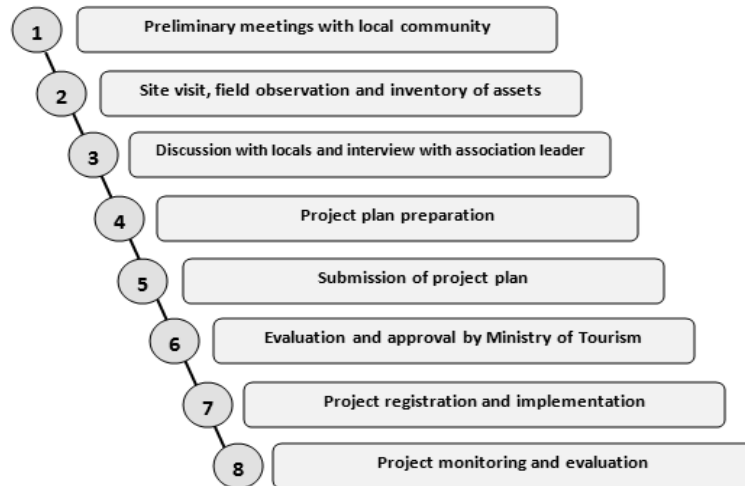 1 Preliminary meetings with local community
2 Site visit, field observation and inventory of assets
3 Discussion with locals and interview with association leader
4 Project plan preparation
5 Submission of project plan
6 Evaluation and approval by Ministry of Tourism
7 Project registration and implementation
8 Project monitoring and evaluation